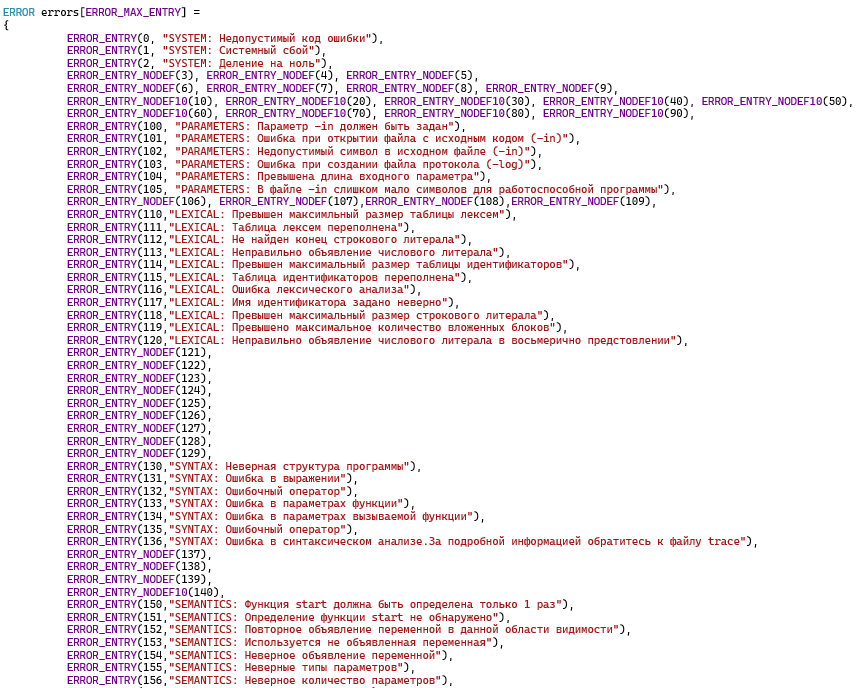 ERROR errors[ERROR_MAX_ENTRY] =
{
ERROR_ENTRY(0, "SYSTEM: Недопустимый код ошибки"),
ERROR_ENTRY(1, "SYSTEM: Системный сбой"),
ERROR_ENTRY(2, "SYSTEM: Деление на ноль"),
ERROR_ENTRY_NODEF(3), ERROR_ENTRY_NODEF(4), ERROR_ENTRY_NODEF(5),
ERROR_ENTRY_NODEF(6), ERROR_ENTRY_NODEF(7), ERROR_ENTRY_NODEF(8), ERROR_ENTRY_NODEF(9),
ERROR_ENTRY_NODEF10(10), ERROR_ENTRY_NODEF10(20), ERROR_ENTRY_NODEF10(30), ERROR_ENTRY_NODEF10(40), ERROR_ENTRY_NODEF10(50),
ERROR_ENTRY_NODEF10(60), ERROR_ENTRY_NODEF10(70), ERROR_ENTRY_NODEF10(80), ERROR_ENTRY_NODEF10(90),
ERROR_ENTRY(100, "PARAMETERS: Параметр -in должен быть задан"),
ERROR_ENTRY(101, "PARAMETERS: Ошибка при открытии файла с исходным кодом (-in)"),
ERROR_ENTRY(102, "PARAMETERS: Недопустимый символ в исходном файле (-in)"),
ERROR_ENTRY(103, "PARAMETERS: Ошибка при создании файла протокола (-log)"),
ERROR_ENTRY(104, "PARAMETERS: Превышена длина входного параметра"),
ERROR_ENTRY(105, "PARAMETERS: В файле -in слишком мало символов для работоспособной программы"),
ERROR_ENTRY_NODEF(106), ERROR_ENTRY_NODEF(107),ERROR_ENTRY_NODEF(108),ERROR_ENTRY_NODEF(109),
ERROR_ENTRY(110,"LEXICAL: Превышен максимльный размер таблицы лексем"),
ERROR_ENTRY(111,"LEXICAL: Таблица лексем переполнена"),
ERROR_ENTRY(112,"LEXICAL: Не найден конец строкового литерала"),
ERROR_ENTRY(113,"LEXICAL: Неправильно объявление числового литерала"),
ERROR_ENTRY(114,"LEXICAL: Превышен максимальный размер таблицы идентификаторов"),
ERROR_ENTRY(115,"LEXICAL: Таблица идентификаторов переполнена"),
ERROR_ENTRY(116,"LEXICAL: Ошибка лексического анализа"),
ERROR_ENTRY(117,"LEXICAL: Имя идентификатора задано неверно"),
ERROR_ENTRY(118,"LEXICAL: Превышен максимальный размер строкового литерала"),
ERROR_ENTRY(119,"LEXICAL: Превышено максимальное количество вложенных блоков"),
ERROR_ENTRY(120,"LEXICAL: Неправильно объявление числового литерала в восьмерично предстовлении"),
ERROR_ENTRY_NODEF(121),
ERROR_ENTRY_NODEF(122),
ERROR_ENTRY_NODEF(123),
ERROR_ENTRY_NODEF(124),
ERROR_ENTRY_NODEF(125),
ERROR_ENTRY_NODEF(126),
ERROR_ENTRY_NODEF(127),
ERROR_ENTRY_NODEF(128),
ERROR_ENTRY_NODEF(129),
ERROR_ENTRY(130,"SYNTAX: Неверная структура программы"),
ERROR_ENTRY(131,"SYNTAX: Ошибка в выражении"),
ERROR_ENTRY(132,"SYNTAX: Ошибочный оператор"),
ERROR_ENTRY(133,"SYNTAX: Ошибка в параметрах функции"),
ERROR_ENTRY(134,"SYNTAX: Ошибка в параметрах вызываемой функции"),
ERROR_ENTRY(135,"SYNTAX: Ошибочный оператор"),
ERROR_ENTRY(136,"SYNTAX: Ошибка в синтаксическом анализе.За подробной информацией обратитесь к файлу trace"),
ERROR_ENTRY_NODEF(137),
ERROR_ENTRY_NODEF(138),
ERROR_ENTRY_NODEF(139),
ERROR_ENTRY_NODEF10(140),
ERROR_ENTRY(150,"SEMANTICS: Функция start должна быть определена только 1 раз"),
ERROR_ENTRY(151,"SEMANTICS: Определение функции start не обнаружено"),
ERROR_ENTRY(152,"SEMANTICS: Повторное объявление переменной в данной области видимости"),
ERROR_ENTRY(153,"SEMANTICS: Используется не объявленная переменная"),
ERROR_ENTRY(154,"SEMANTICS: Неверное объявление переменной"),
ERROR_ENTRY(155,"SEMANTICS: Неверные типы параметров"),
ERROR_ENTRY(156,"SEMANTICS: Неверное количество параметров"),